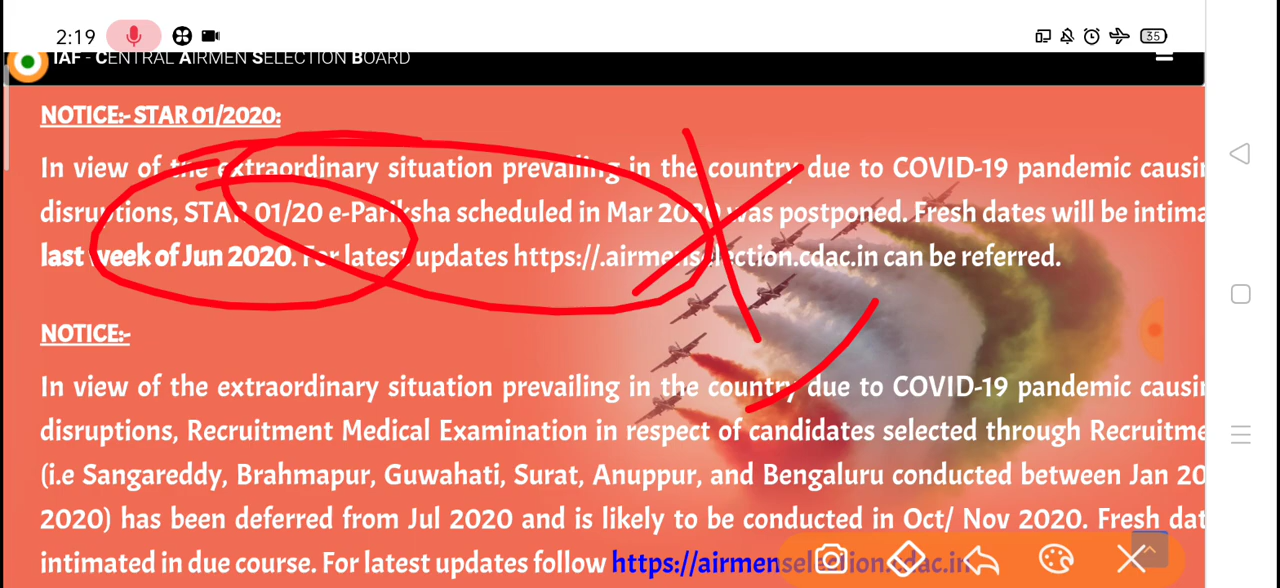 2:19
35
IAF - CENTRAL AIRMEN SELECTION BOARD
NOTICE:- STAR 01/2020:
In view of the extraordinary situation prevailing in the country due to COVID-19 pandemic causin
disruptions, STAR 01/20 e-Pariksha scheduled in Mar 2020 was postponed. Fresh dates will be intima
last week of Jun 2020. For latest updates https://.airmenselection.cdac.in can be referred.
NOTICE:-
In view of the extraordinary situation prevailing in the country due to COVID-19 pandemic causin
disruptions, Recruitment Medical Examination in respect of candidates selected through Recruitme
(i.e Sangareddy, Brahmapur, Guwahati, Surat, Anuppur, and Bengaluru conducted between Jan 20
2020) has been deferred from Jul 2020 and is likely to be conducted in Oct/ Nov 2020. Fresh dat
intimated in due course. For latest updates follow https://airmenselection.cdac.in